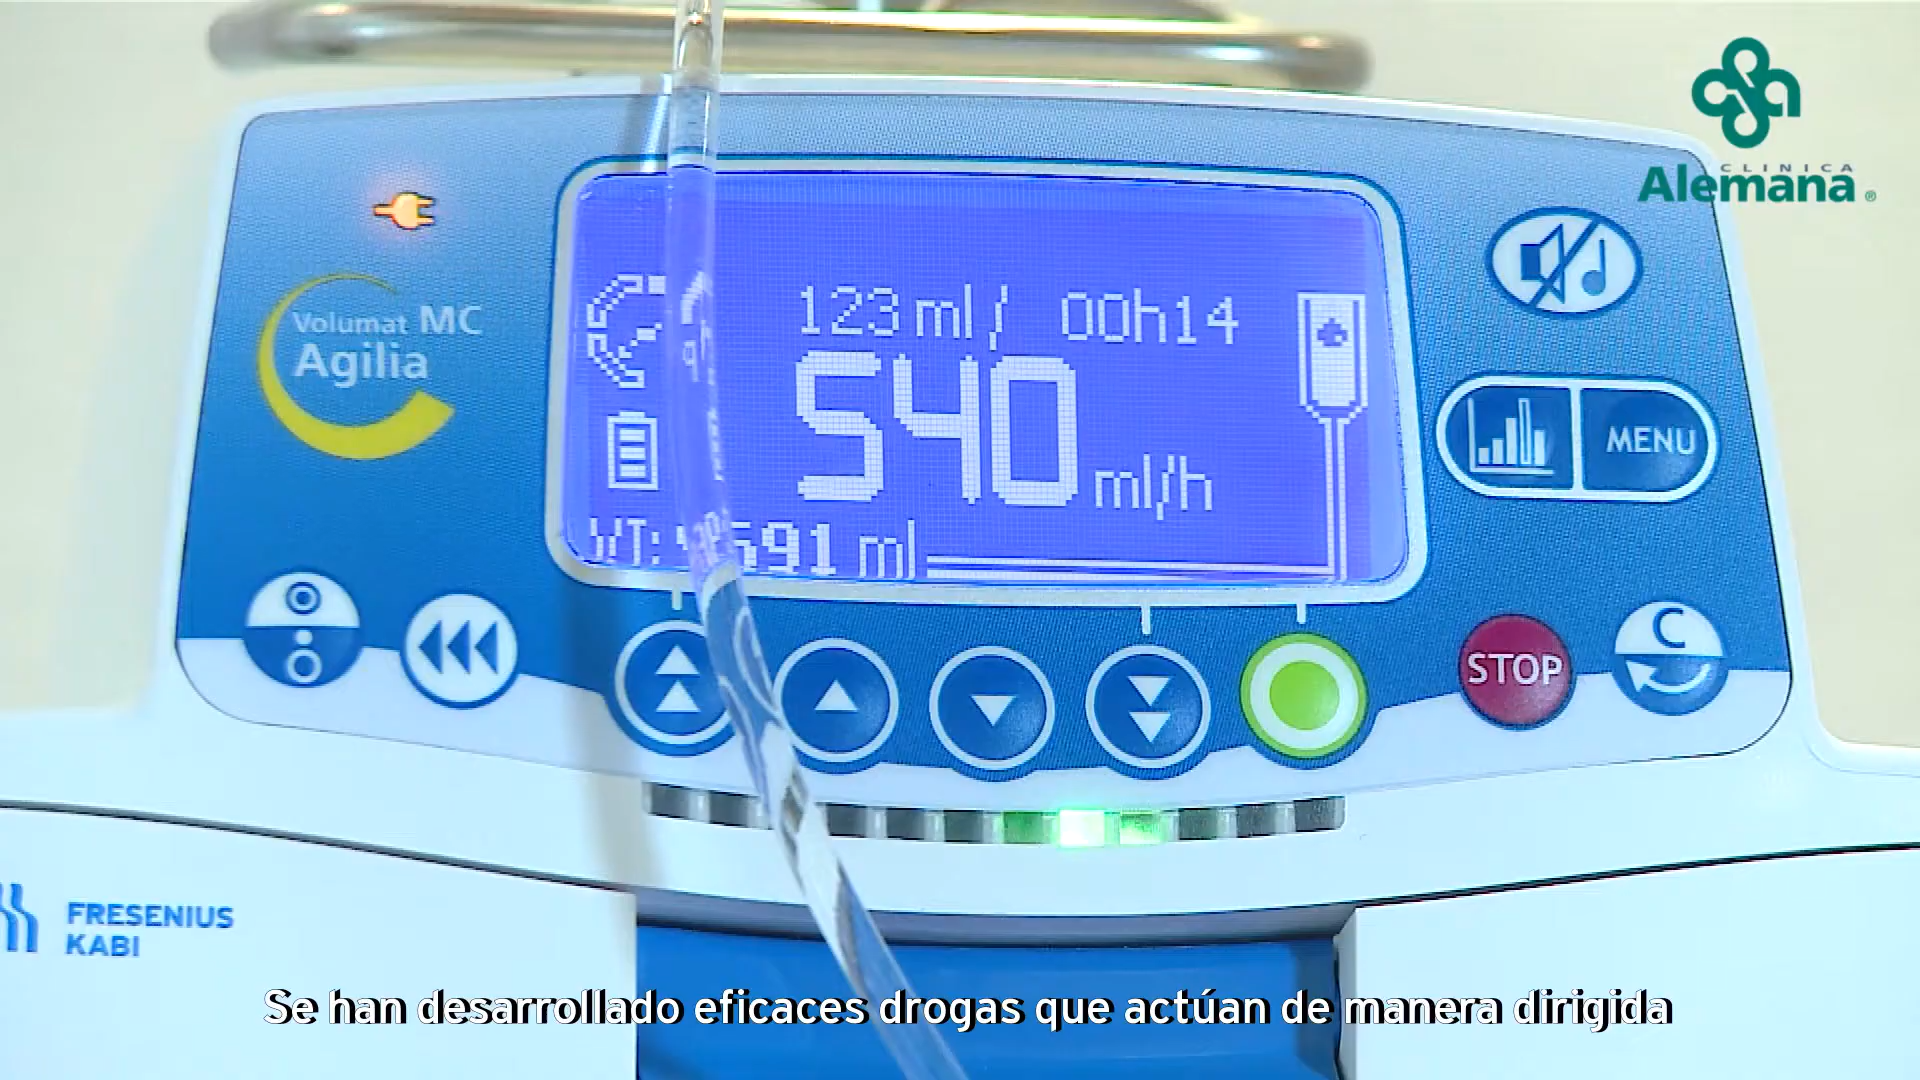 CLINICA
Alemana®
Volumat MC
Agilia
123 ml/ 00h14
540 ml/h
591 ml
MENU
STOP
C
FRESENIUS
KABI
Se han desarrollado eficaces drogas que actúan de manera dirigida